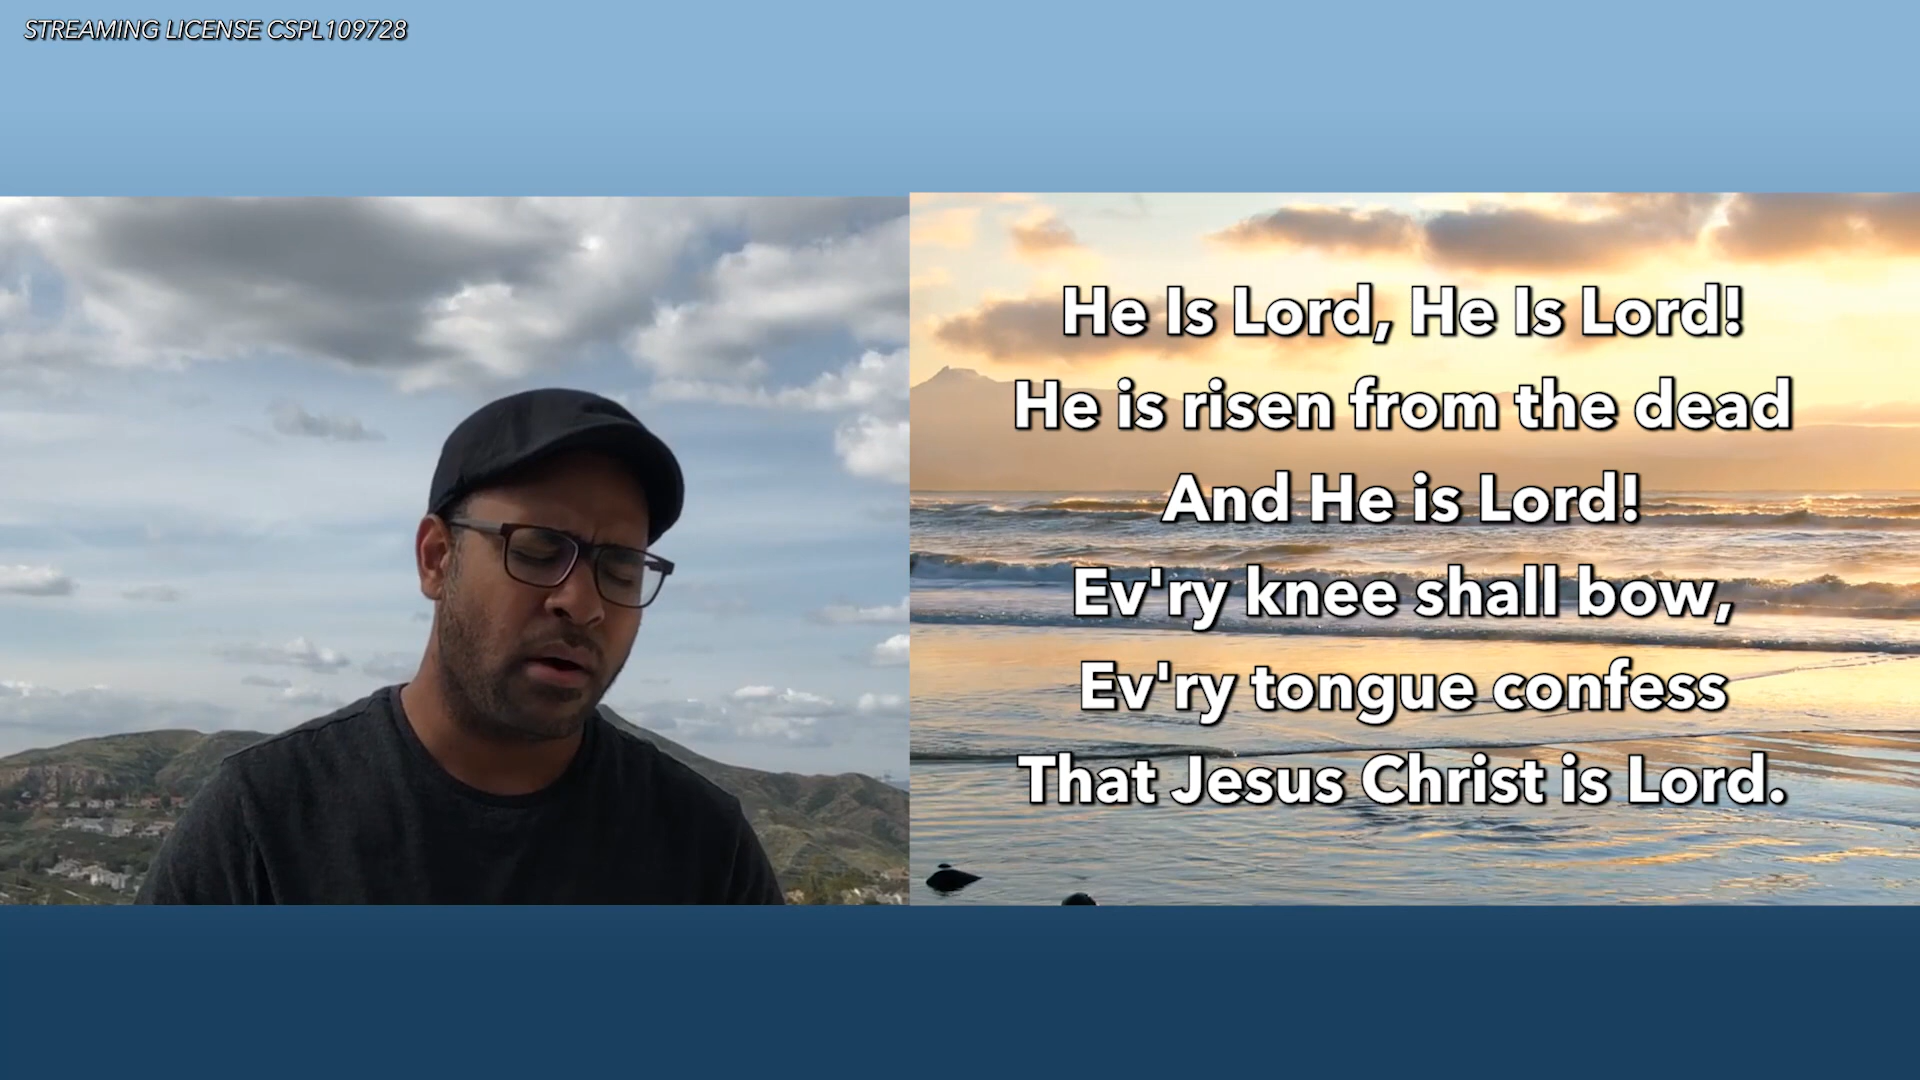 STREAMING LICENSE CSPL109728
He Is Lord, He Is Lord!
He is risen from the dead
And He is Lord!
Ev'ry knee shall bow,
Ev'ry tongue confess
That Jesus Christ is Lord.